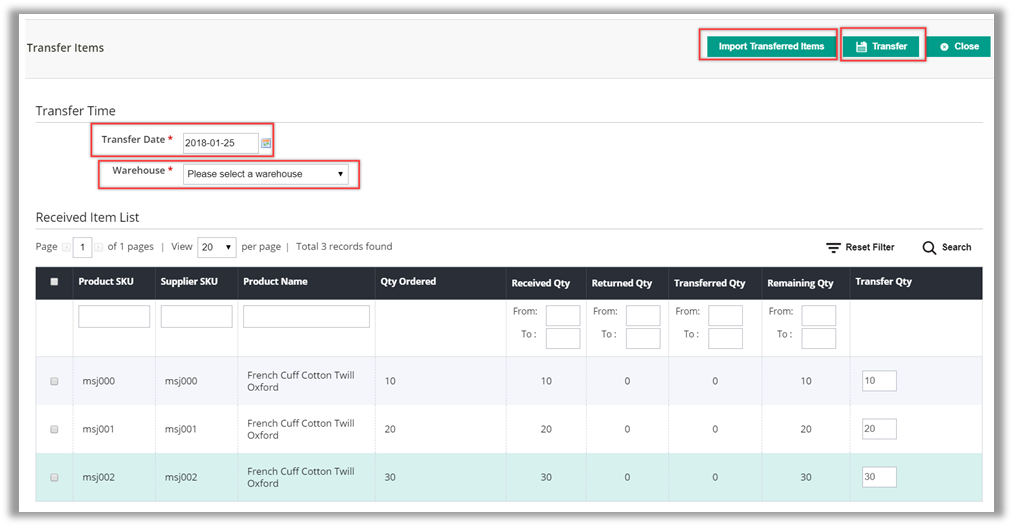 Transfer Items
Import Transferred Items
Transfer
Close
Transfer Time
Transfer Date *
2018-01-25
Warehouse *
Please select a warehouse
Received Item List
Page 1 of 1 pages | View 20 per page | Total 3 records found
Reset Filter
Search
Product SKU Supplier SKU Product Name Qty Ordered Received Qty Returned Qty Transferred Qty Remaining Qty Transfer Qty
From: From: From: From:
To : To : To : To :
msj000 msj000 French Cuff Cotton Twill Oxford 10 10 0 0 10 10
msj001 msj001 French Cuff Cotton Twill Oxford 20 20 0 0 20 20
msj002 msj002 French Cuff Cotton Twill Oxford 30 30 0 0 30 30